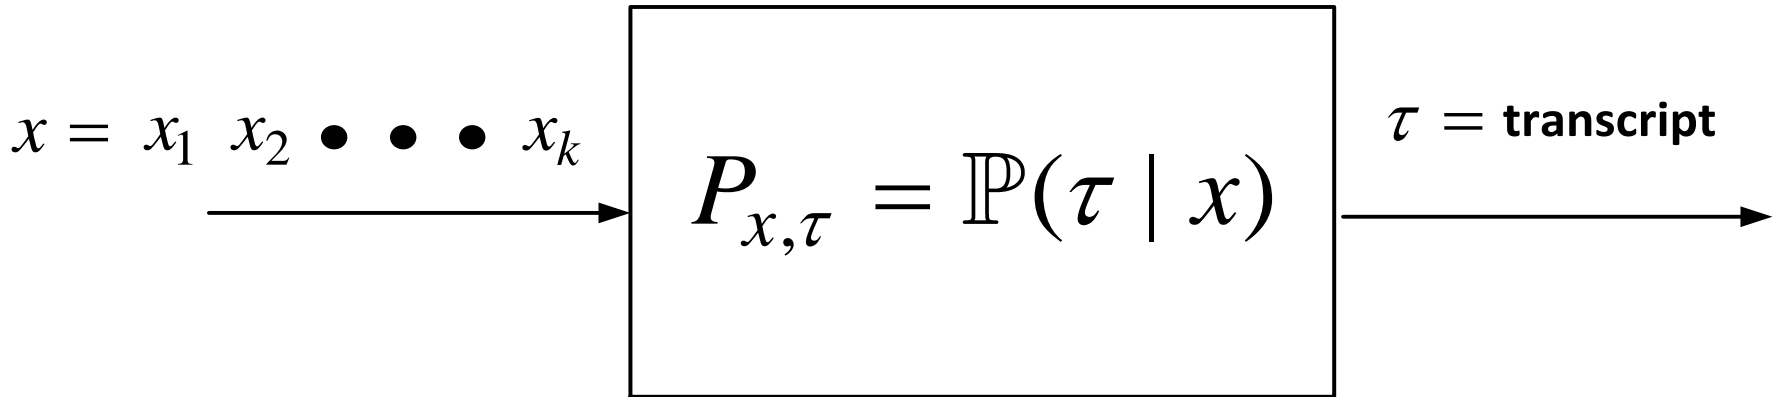 x = x₁ x₂ • • • xₖ
P_{x,τ} = ℙ(τ | x)
τ = transcript